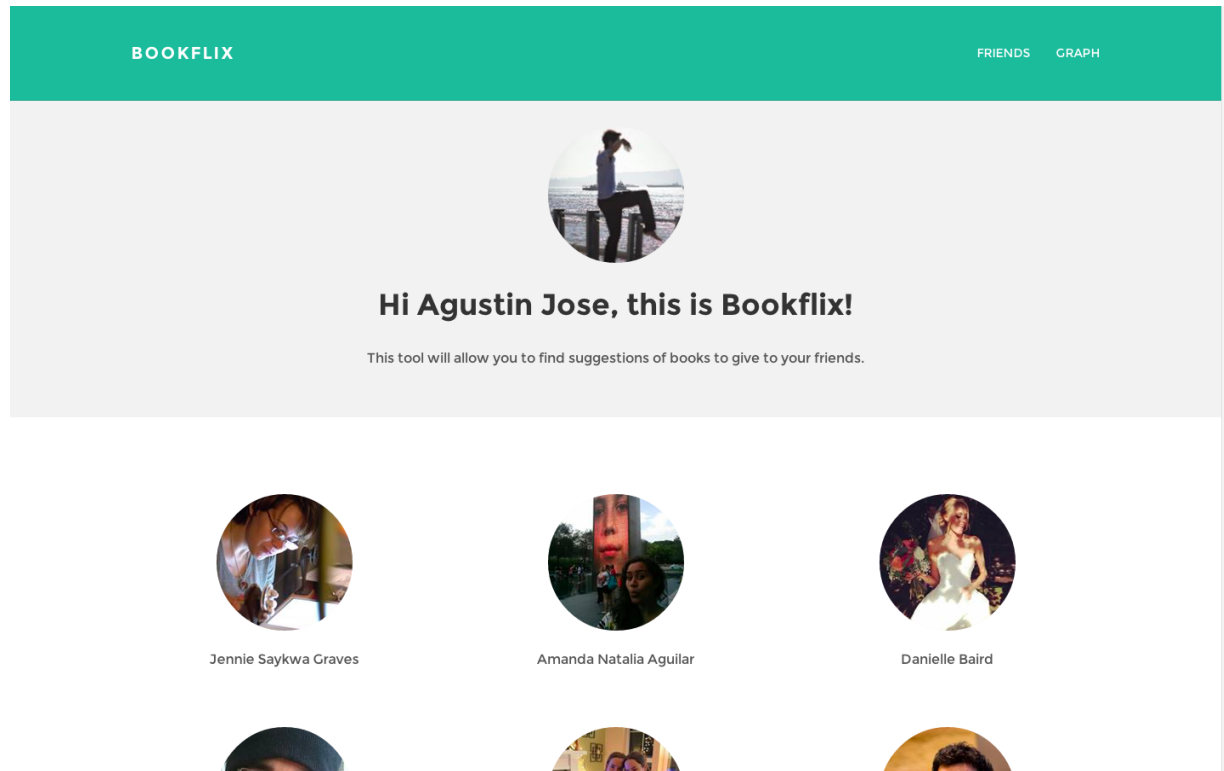 BOOKFLIX
FRIENDS GRAPH
Hi Agustin Jose, this is Bookflix!
This tool will allow you to find suggestions of books to give to your friends.
Jennie Saykwa Graves
Amanda Natalia Aguilar
Danielle Baird